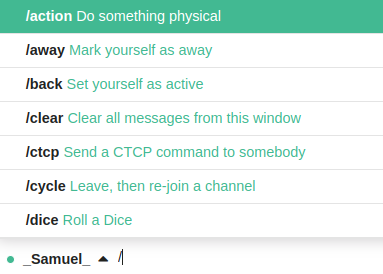 /action Do something physical
/away Mark yourself as away
/back Set yourself as active
/clear Clear all messages from this window
/ctcp Send a CTCP command to somebody
/cycle Leave, then re-join a channel
/dice Roll a Dice
_Samuel_ /